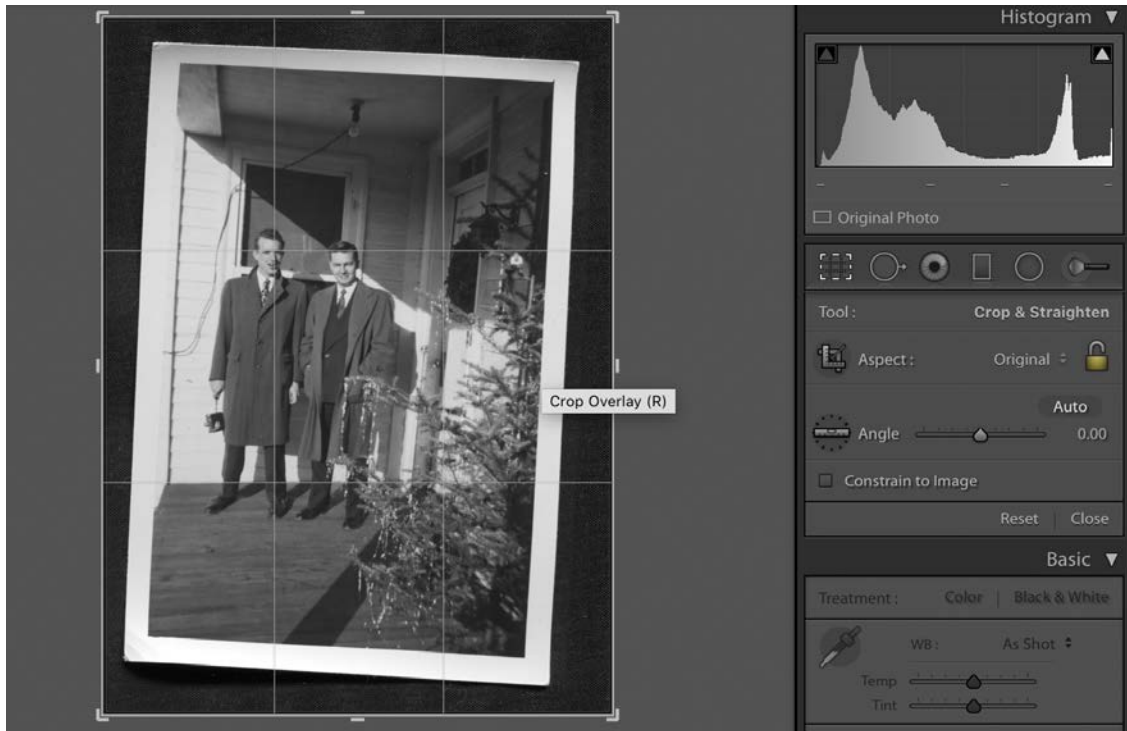 Histogram
Original Photo
Tool : Crop & Straighten
Aspect : Original
Crop Overlay (R)
Auto
Angle 0.00
Constrain to Image
Reset Close
Basic
Treatment : Color | Black & White
WB : As Shot
Temp
Tint